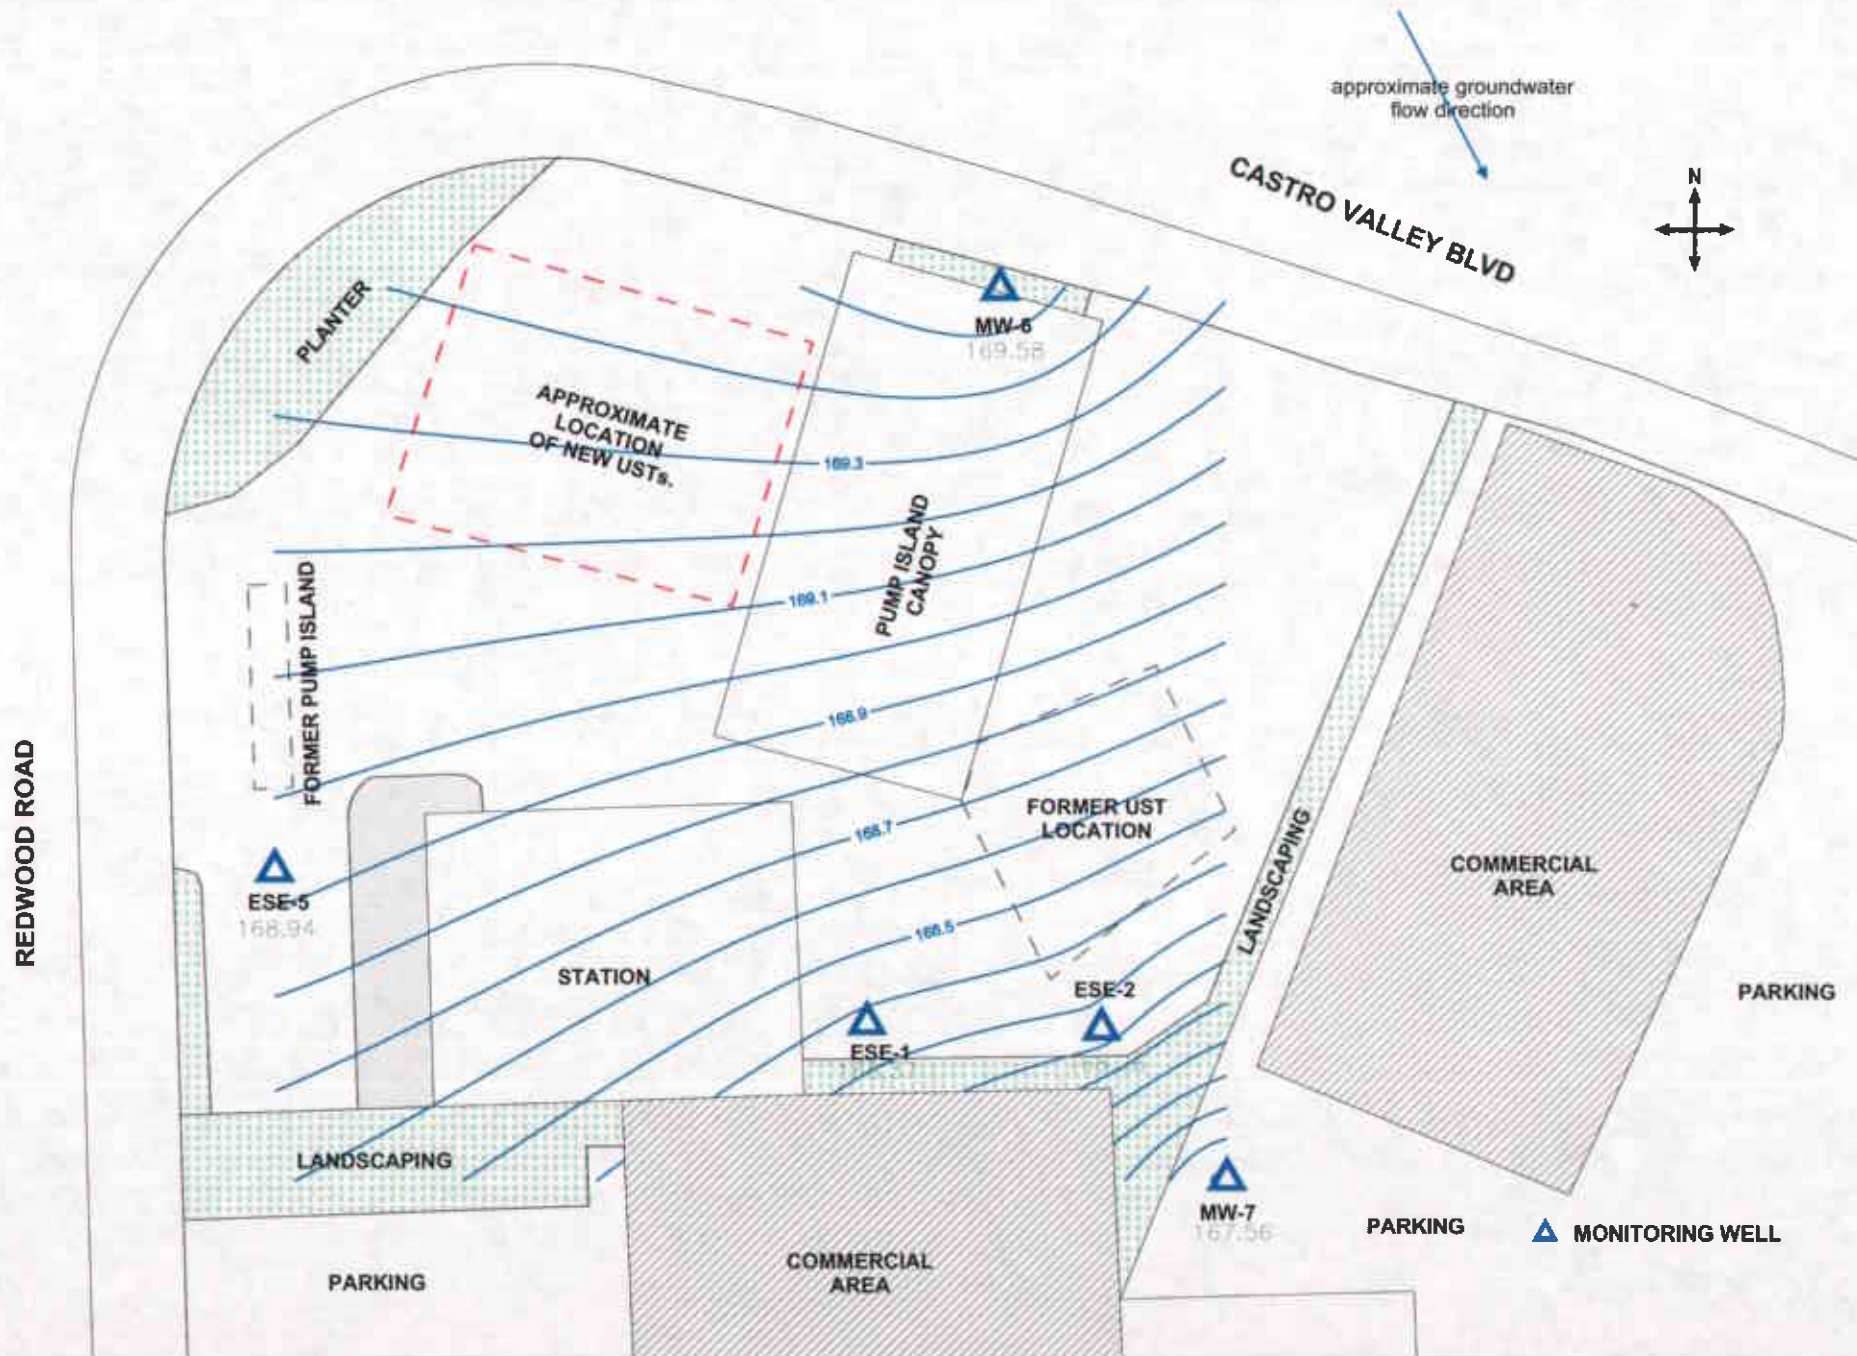 approximate groundwater
flow direction
CASTRO VALLEY BLVD
N
PLANTER
MW-6
169.58
APPROXIMATE
LOCATION
OF NEW USTs.
169.3
PUMP ISLAND
CANOPY
169.1
FORMER PUMP ISLAND
168.9
REDWOOD ROAD
FORMER UST
LOCATION
168.7
LANDSCAPING
COMMERCIAL
AREA
ESE-5
168.94
168.5
STATION
ESE-2
PARKING
ESE-1
LANDSCAPING
MW-7
167.56
PARKING
MONITORING WELL
COMMERCIAL
AREA
PARKING